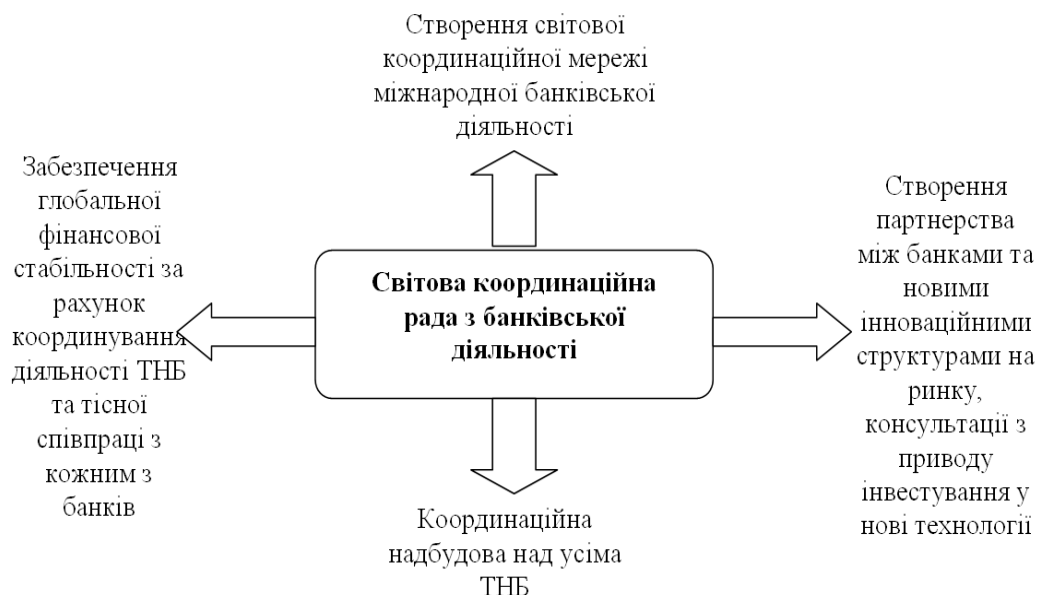 Створення світової
координаційної мережі
міжнародної банківської
діяльності
Забезпечення
глобальної
фінансової
стабільності за
рахунок
координування
діяльності ТНБ
та тісної
співпраці з
кожним з
банків
Світова координаційна
рада з банківської
діяльності
Створення
партнерства
між банками та
новими
інноваційними
структурами на
ринку,
консультації з
приводу
інвестування у
нові технології
Координаційна
надбудова над усіма
ТНБ